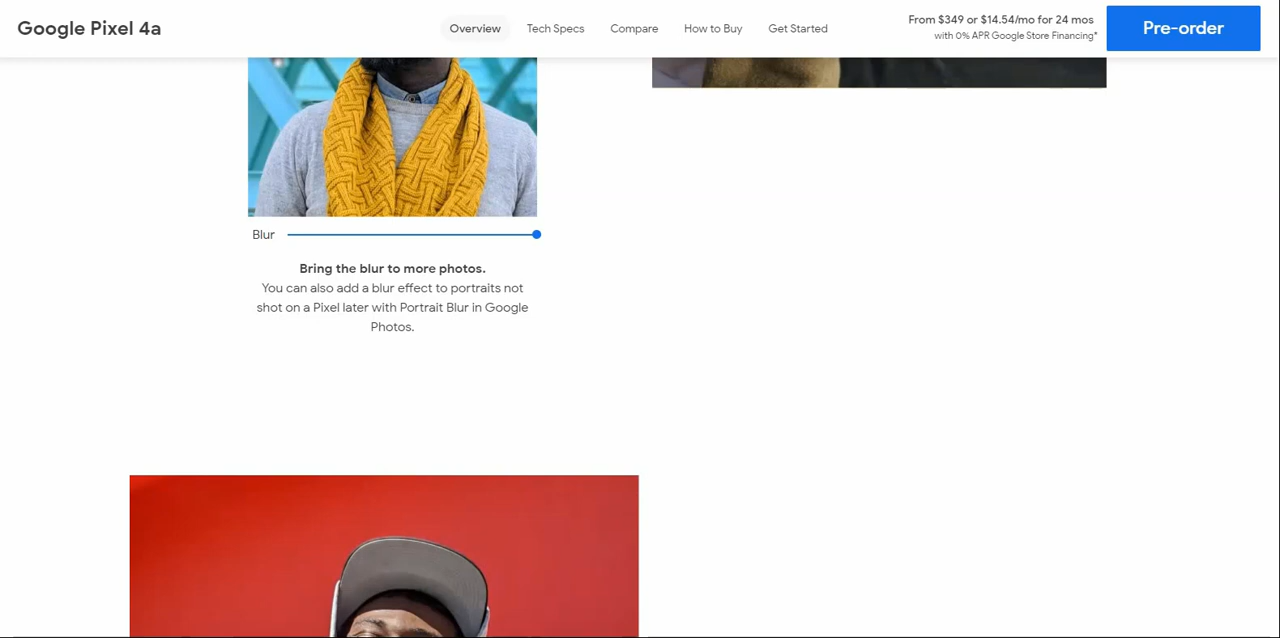 Google Pixel 4a
Overview
Tech Specs
Compare
How to Buy
Get Started
From $349 or $14.54/mo for 24 mos
with 0% APR Google Store Financing*
Pre-order
Blur
Bring the blur to more photos.
You can also add a blur effect to portraits not
shot on a Pixel later with Portrait Blur in Google
Photos.